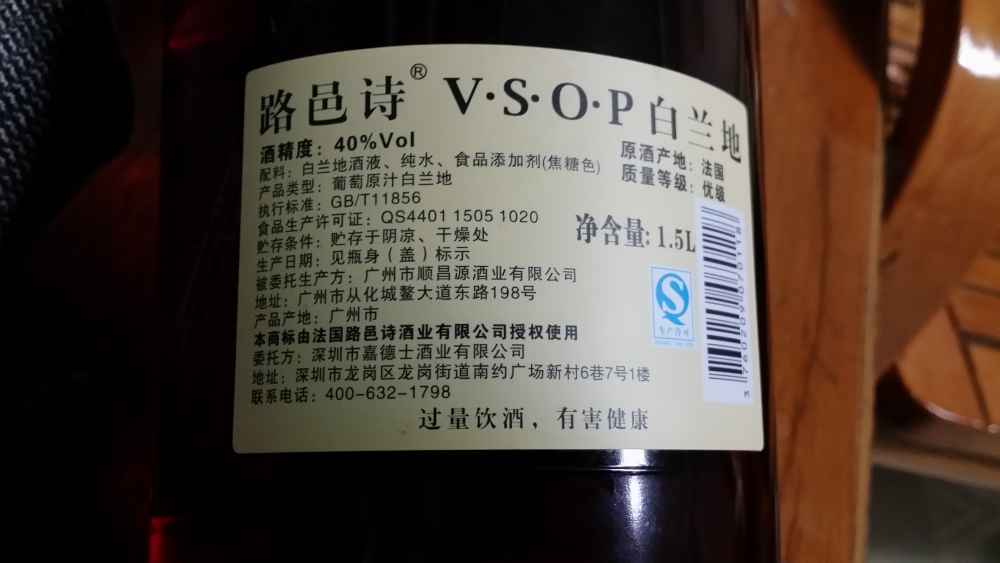 路邑诗® V·S·O·P 白兰地
酒精度：40%Vol
原酒产地：法国
配料：白兰地酒液、纯水、食品添加剂(焦糖色)
质量等级：优级
产品类型：葡萄原汁白兰地
执行标准：GB/T11856
食品生产许可证：QS4401 1505 1020
净含量：1.5L
贮存条件：贮存于阴凉、干燥处
生产日期：见瓶身（盖）标示
被委托生产方：广州市顺昌源酒业有限公司
地址：广州市从化城鳌大道东路198号
产品产地：广州市
本商标由法国路邑诗酒业有限公司授权使用
委托方：深圳市嘉德士酒业有限公司
地址：深圳市龙岗区龙岗街道南约广场新村6巷7号1楼
联系电话：400-632-1798
过量饮酒，有害健康
生产许可